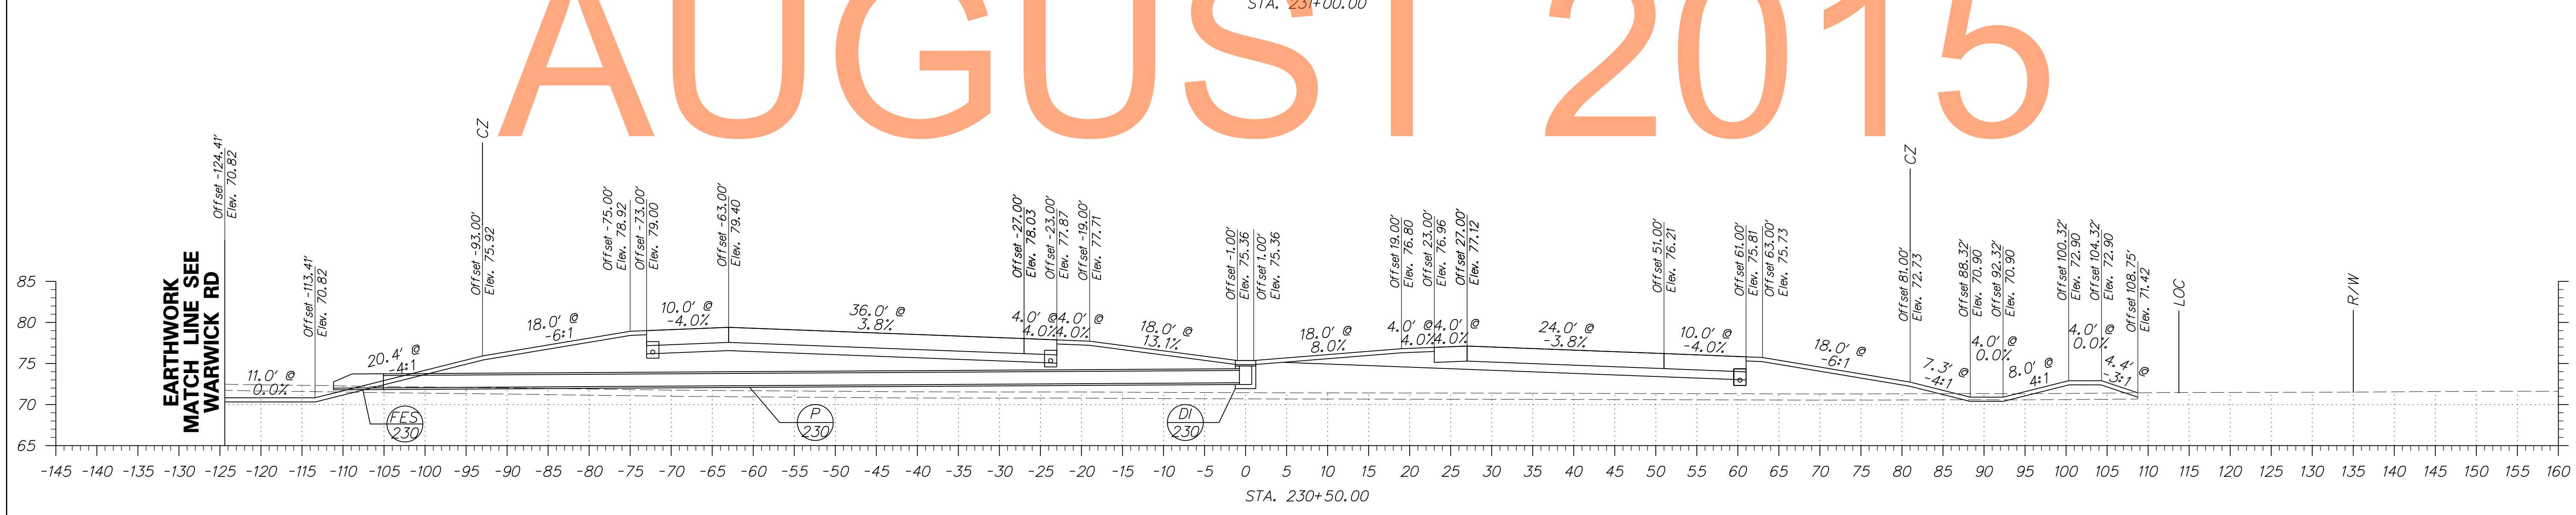 STA. 231+00.00
AUGUST 2015
EARTHWORK
MATCH LINE SEE
WARWICK RD
Offset -124.41'
Elev. 70.82
Offset -113.41'
Elev. 70.82
CZ
Offset -93.00'
Elev. 75.92
Offset -75.00'
Elev. 78.92
Offset -73.00'
Elev. 79.00
Offset -63.00'
Elev. 79.40
Offset -27.00'
Elev. 78.03
Offset -23.00'
Elev. 77.87
Offset -19.00'
Elev. 77.71
Offset -1.00'
Elev. 75.36
Offset 1.00'
Elev. 75.36
Offset 19.00'
Elev. 76.80
Offset 23.00'
Elev. 76.96
Offset 27.00'
Elev. 77.12
Offset 51.00'
Elev. 76.21
Offset 61.00'
Elev. 75.81
Offset 63.00'
Elev. 75.73
CZ
Offset 81.00'
Elev. 72.73
Offset 88.32'
Elev. 70.90
Offset 92.32'
Elev. 70.90
Offset 100.32'
Elev. 72.90
Offset 104.32'
Elev. 72.90
Offset 108.75'
Elev. 71.42
LOC
R/W
11.0' @
0.0%
20.4' @
-4:1
18.0' @
-6:1
10.0' @
-4.0%
36.0' @
3.8%
4.0' @
4.0%
4.0' @
4.0%
18.0' @
13.1%
18.0' @
8.0%
4.0' @
4.0%
4.0' @
4.0%
24.0' @
-3.8%
10.0' @
-4.0%
18.0' @
-6:1
7.3' @
-4:1
4.0' @
0.0%
8.0' @
4:1
4.0' @
0.0%
4.4' @
-3:1
85
80
75
70
65
FES
230
P
230
DI
230
-145 -140 -135 -130 -125 -120 -115 -110 -105 -100 -95 -90 -85 -80 -75 -70 -65 -60 -55 -50 -45 -40 -35 -30 -25 -20 -15 -10 -5 0 5 10 15 20 25 30 35 40 45 50 55 60 65 70 75 80 85 90 95 100 105 110 115 120 125 130 135 140 145 150 155 160
STA. 230+50.00